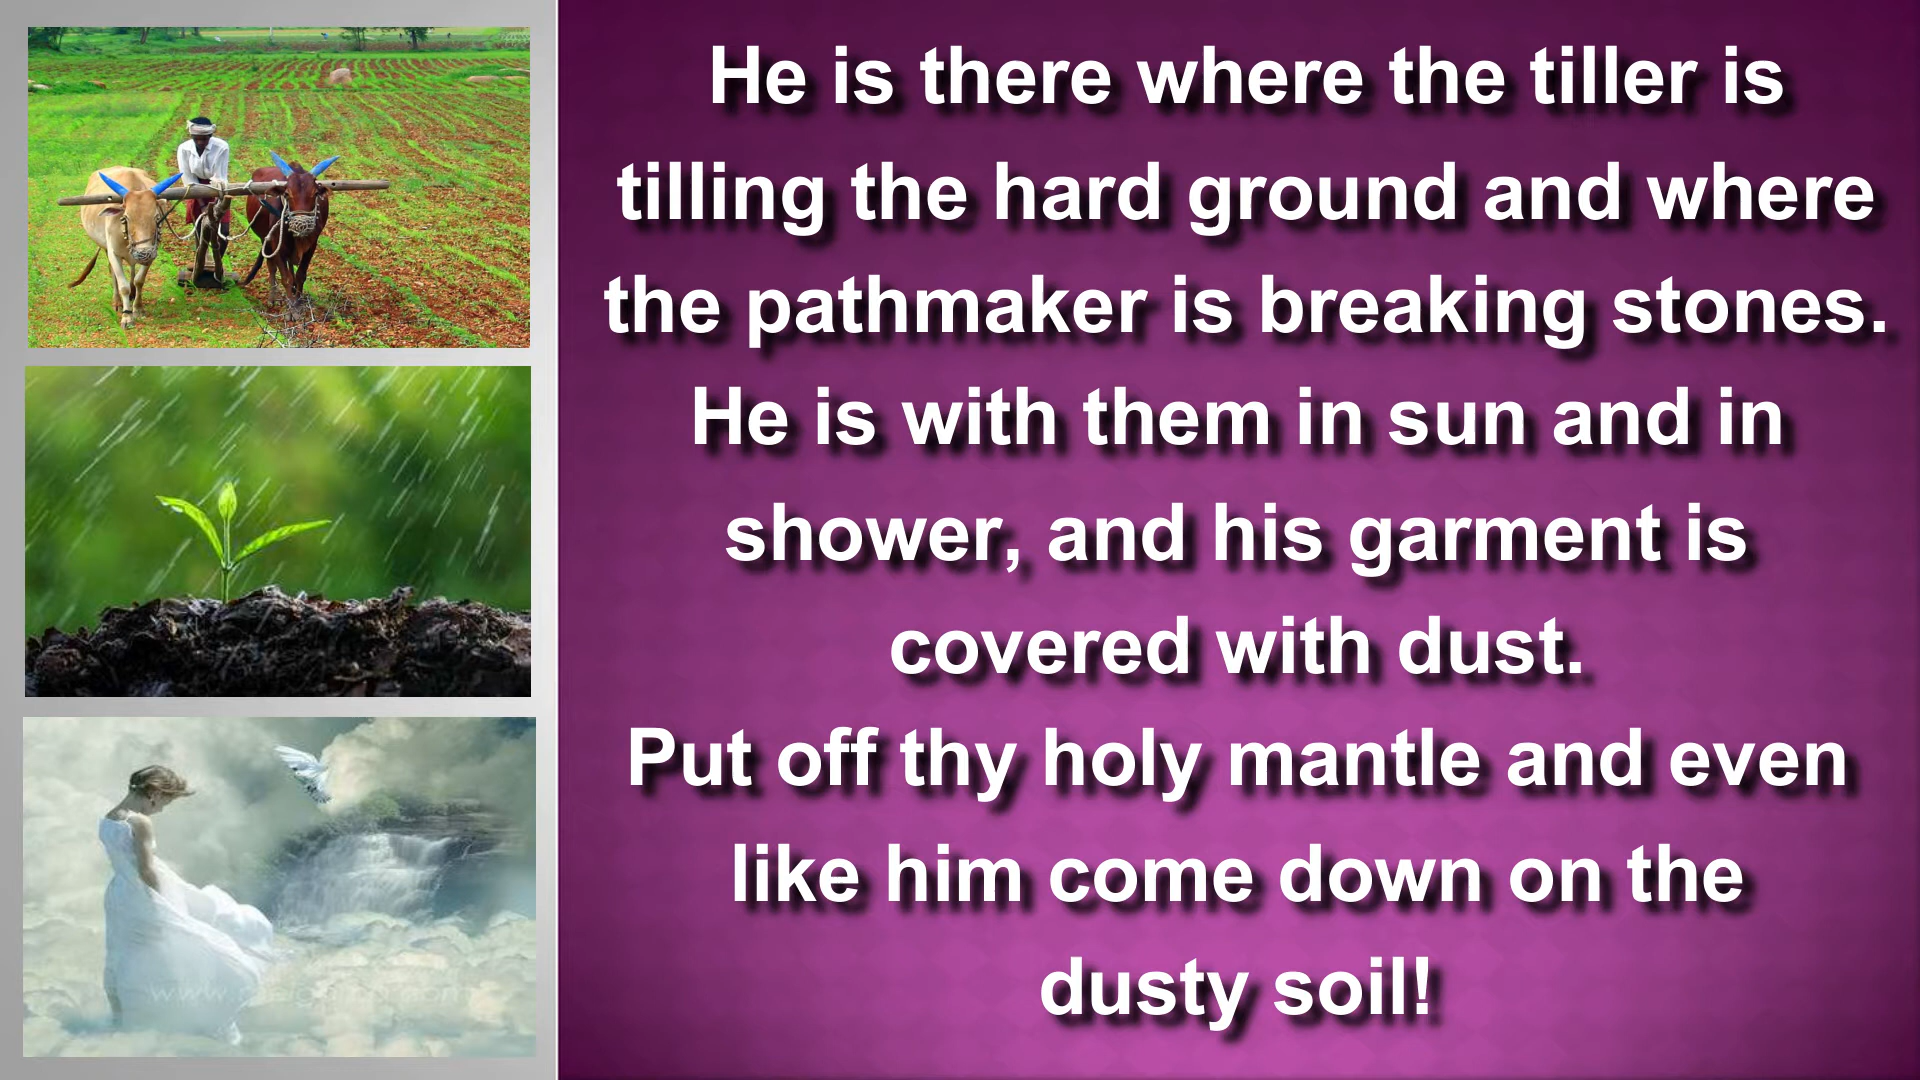 He is there where the tiller is
tilling the hard ground and where
the pathmaker is breaking stones.
He is with them in sun and in
shower, and his garment is
covered with dust.
Put off thy holy mantle and even
like him come down on the
dusty soil!